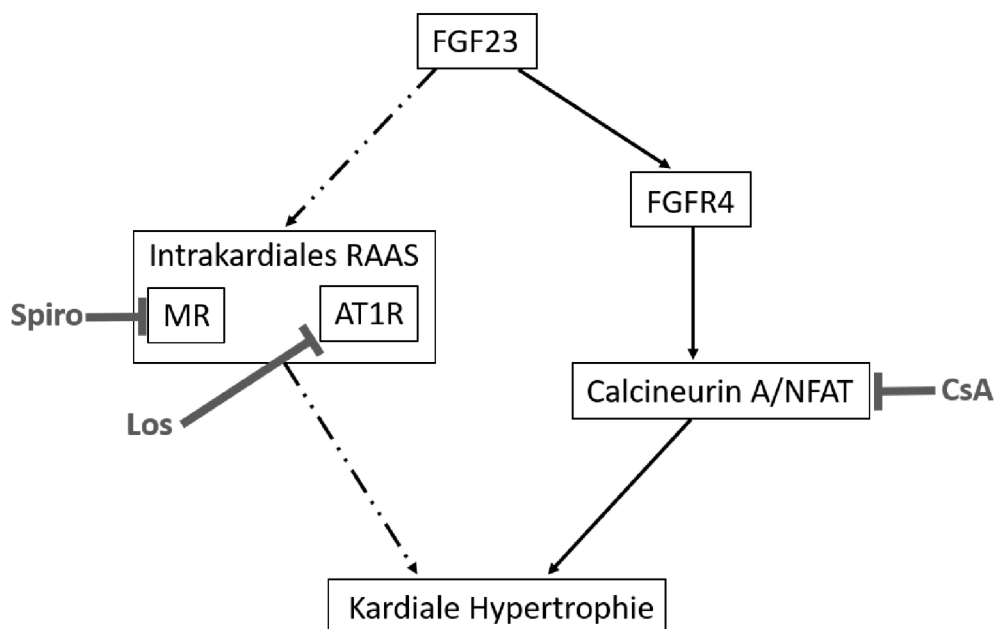 FGF23
FGFR4
Intrakardiales RAAS
Spiro
MR
AT1R
Calcineurin A/NFAT
CsA
Los
Kardiale Hypertrophie